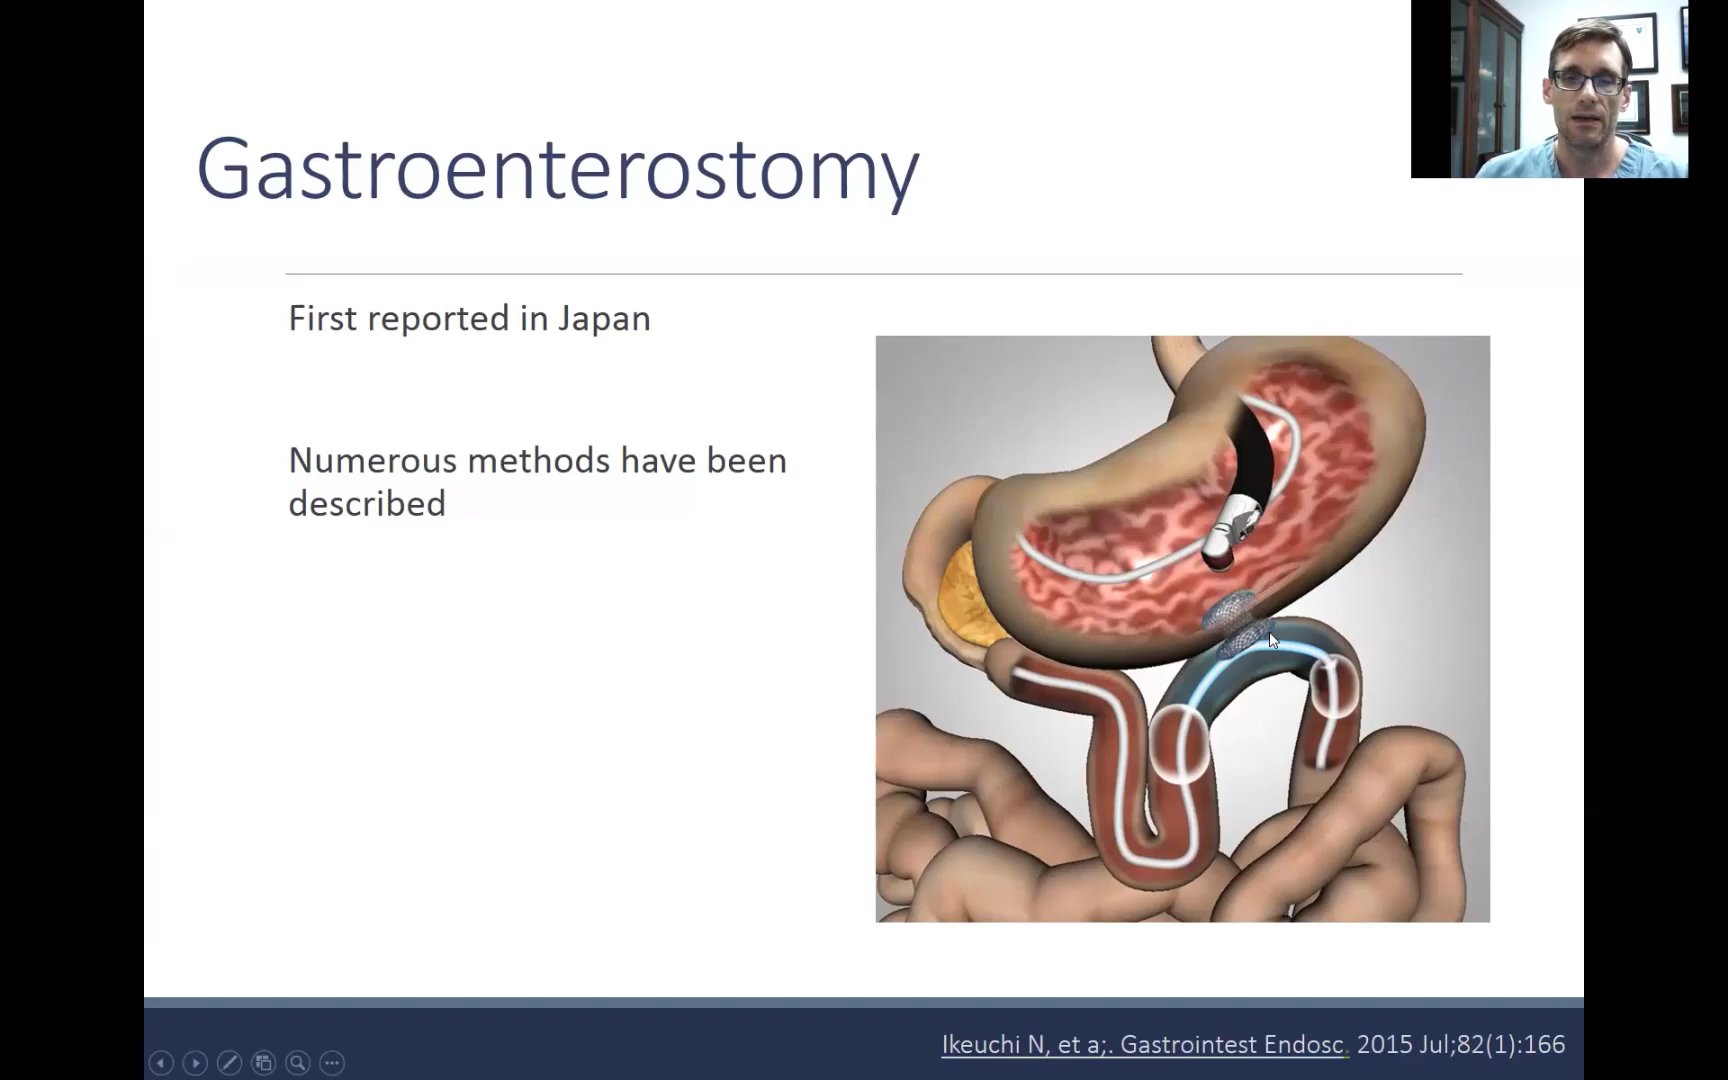 Gastroenterostomy
First reported in Japan
Numerous methods have been
described
Ikeuchi N, et a;. Gastrointest Endosc. 2015 Jul;82(1):166